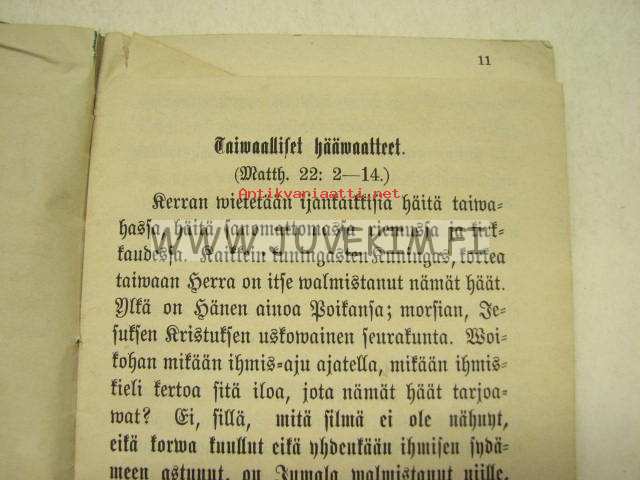 11
Taiwaalliset hääwaatteet.
(Matth. 22: 2—14.)
Antikvariaatti.net
Kerran wietetään ijankaikkisia häitä taiwa-
hassa, häitä sanomattomassa riemussa ja kirk-
WWW.JUVEKIM.FI
kaudessa. Kaikkein kuningasten Kuningas, korkea
taiwaan Herra on itse walmistanut nämät häät.
Ylkä on Hänen ainoa Poikansa; morsian, Je-
suksen Kristuksen uskowainen seurakunta. Woi-
kohan mikään ihmis-aju ajatella, mikään ihmis-
kieli kertoa sitä iloa, jota nämät häät tarjoa-
wat? Ei, sillä, mitä silmä ei ole nähnyt,
eikä korwa kuullut eikä yhdenkään ihmisen sydä-
meen astunut, on Jumala walmistanut niille,